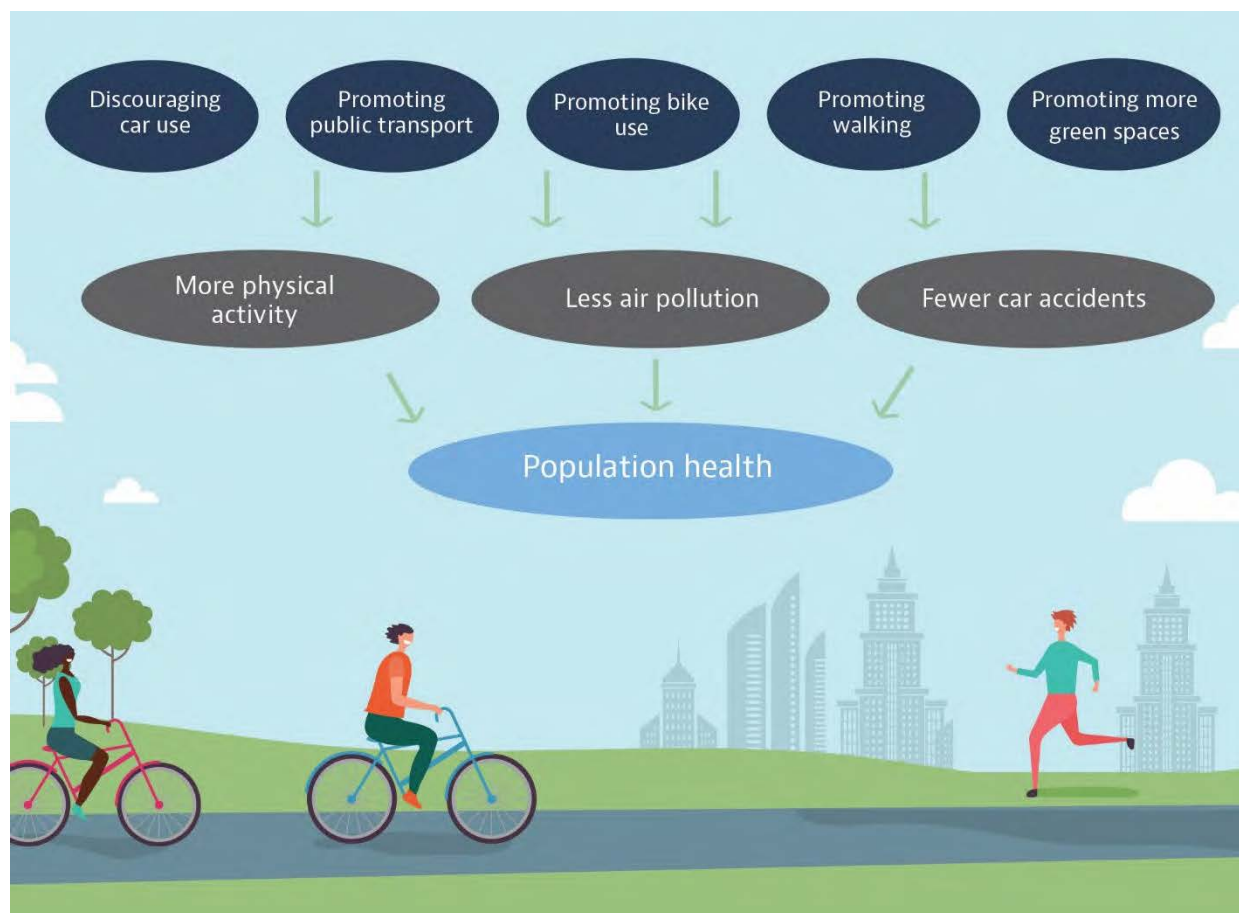 Discouraging
car use
Promoting
public transport
Promoting bike
use
Promoting
walking
Promoting more
green spaces
More physical
activity
Less air pollution
Fewer car accidents
Population health